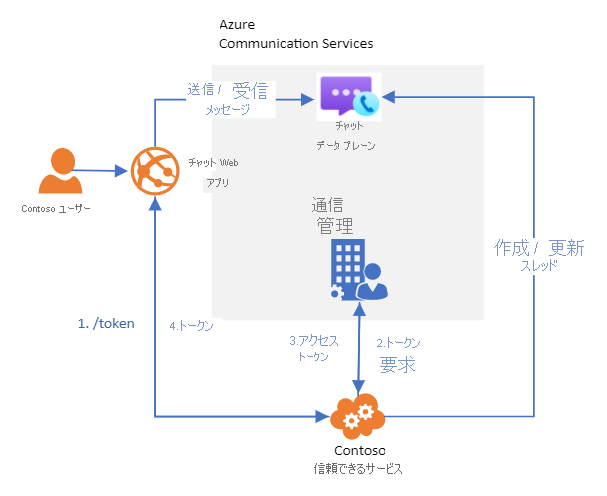 Azure
Communication Services
送信 / 受信
メッセージ
チャット
データ プレーン
チャット Web
アプリ
Contoso ユーザー
通信
管理
作成 / 更新
スレッド
1. /token
4.トークン
3.アクセス
トークン
2.トークン
要求
Contoso
信頼できるサービス